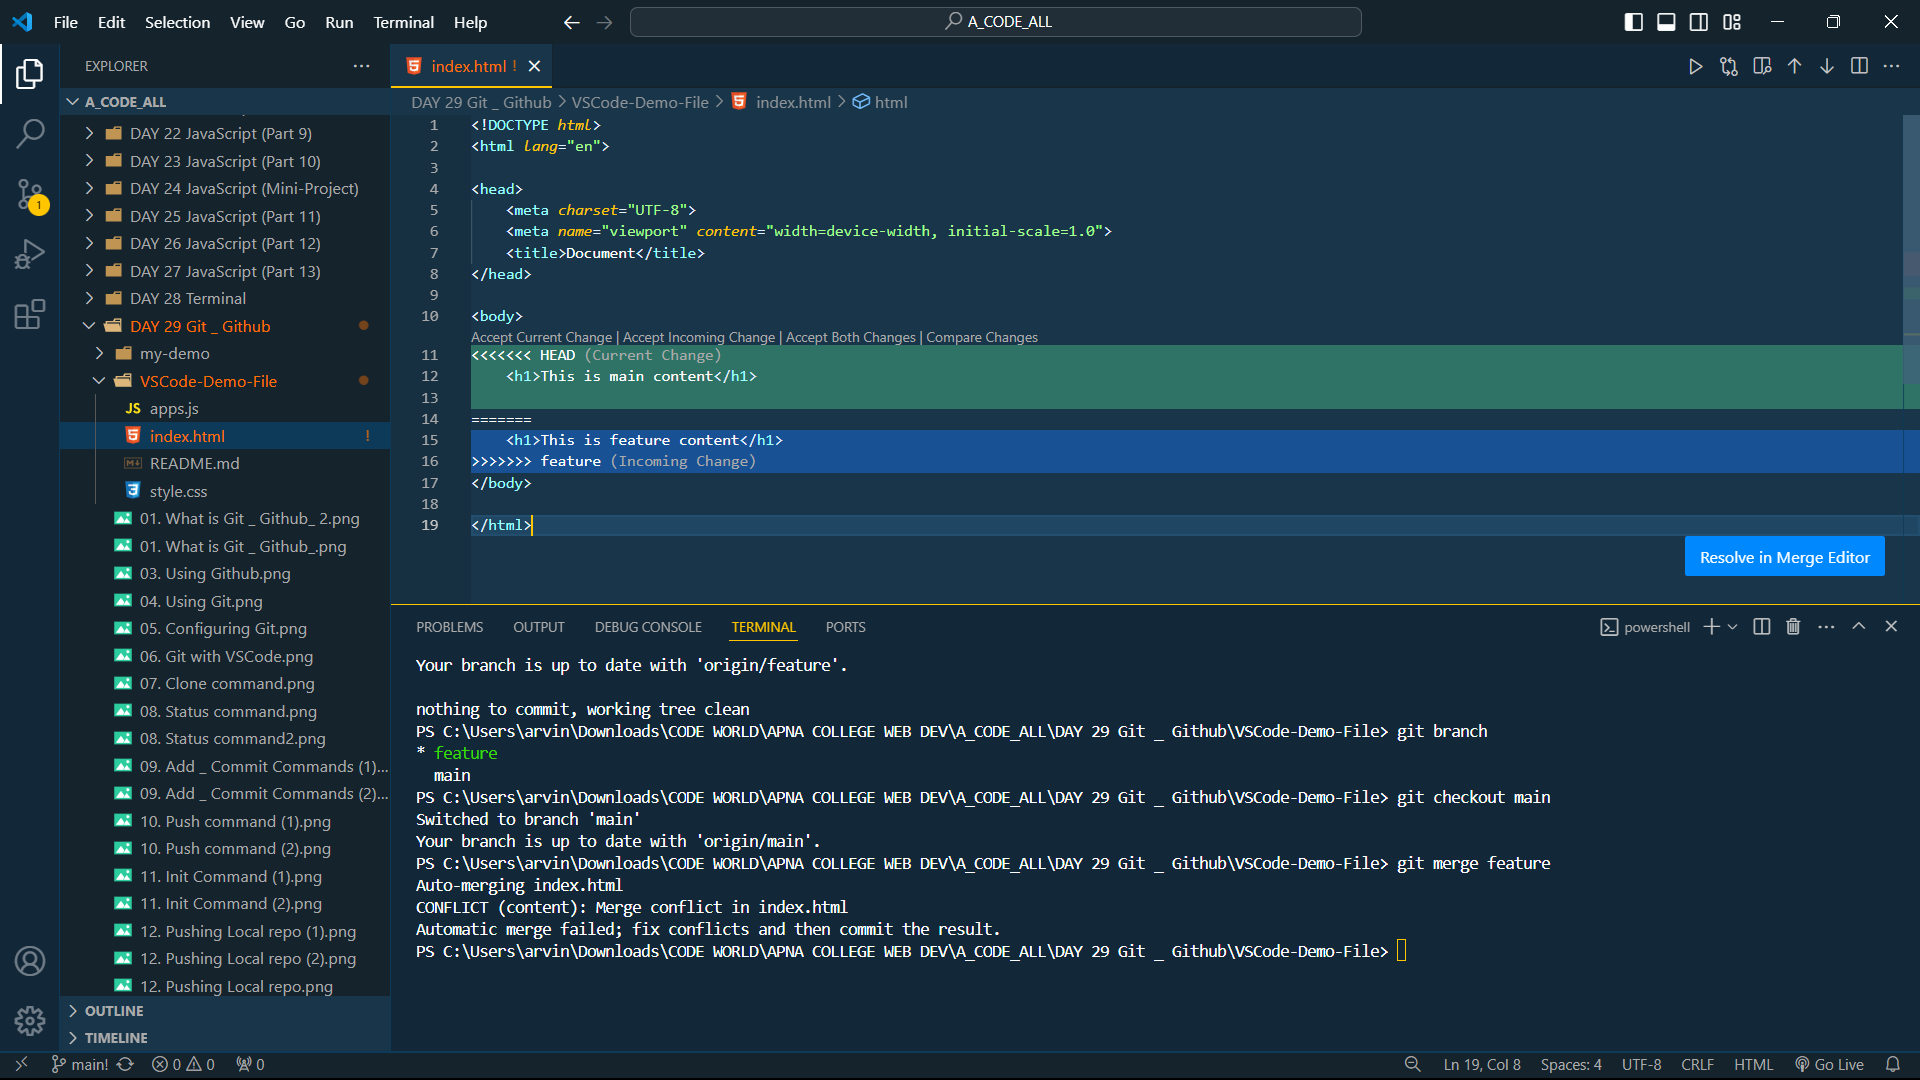 File Edit Selection View Go Run Terminal Help
A_CODE_ALL
EXPLORER
A_CODE_ALL
DAY 22 JavaScript (Part 9)
DAY 23 JavaScript (Part 10)
DAY 24 JavaScript (Mini-Project)
DAY 25 JavaScript (Part 11)
DAY 26 JavaScript (Part 12)
DAY 27 JavaScript (Part 13)
DAY 28 Terminal
DAY 29 Git _ Github
my-demo
VSCode-Demo-File
JS apps.js
index.html !
README.md
style.css
01. What is Git _ Github_ 2.png
01. What is Git _ Github_.png
03. Using Github.png
04. Using Git.png
05. Configuring Git.png
06. Git with VSCode.png
07. Clone command.png
08. Status command.png
08. Status command2.png
09. Add _ Commit Commands (1)...
09. Add _ Commit Commands (2)...
10. Push command (1).png
10. Push command (2).png
11. Init Command (1).png
11. Init Command (2).png
12. Pushing Local repo (1).png
12. Pushing Local repo (2).png
12. Pushing Local repo.png
OUTLINE
TIMELINE
1
index.html !
DAY 29 Git _ Github > VSCode-Demo-File > index.html > html
1 <!DOCTYPE html>
2 <html lang="en">
3
4 <head>
5 <meta charset="UTF-8">
6 <meta name="viewport" content="width=device-width, initial-scale=1.0">
7 <title>Document</title>
8 </head>
9
10 <body>
Accept Current Change | Accept Incoming Change | Accept Both Changes | Compare Changes
11 <<<<<<< HEAD (Current Change)
12 <h1>This is main content</h1>
13
14 =======
15 <h1>This is feature content</h1>
16 >>>>>>> feature (Incoming Change)
17 </body>
18
19 </html>
Resolve in Merge Editor
PROBLEMS OUTPUT DEBUG CONSOLE TERMINAL PORTS
powershell
Your branch is up to date with 'origin/feature'.
nothing to commit, working tree clean
PS C:\Users\arvin\Downloads\CODE WORLD\APNA COLLEGE WEB DEV\A_CODE_ALL\DAY 29 Git _ Github\VSCode-Demo-File> git branch
* feature
main
PS C:\Users\arvin\Downloads\CODE WORLD\APNA COLLEGE WEB DEV\A_CODE_ALL\DAY 29 Git _ Github\VSCode-Demo-File> git checkout main
Switched to branch 'main'
Your branch is up to date with 'origin/main'.
PS C:\Users\arvin\Downloads\CODE WORLD\APNA COLLEGE WEB DEV\A_CODE_ALL\DAY 29 Git _ Github\VSCode-Demo-File> git merge feature
Auto-merging index.html
CONFLICT (content): Merge conflict in index.html
Automatic merge failed; fix conflicts and then commit the result.
PS C:\Users\arvin\Downloads\CODE WORLD\APNA COLLEGE WEB DEV\A_CODE_ALL\DAY 29 Git _ Github\VSCode-Demo-File>
main! 0 0 0
Ln 19, Col 8 Spaces: 4 UTF-8 CRLF HTML Go Live